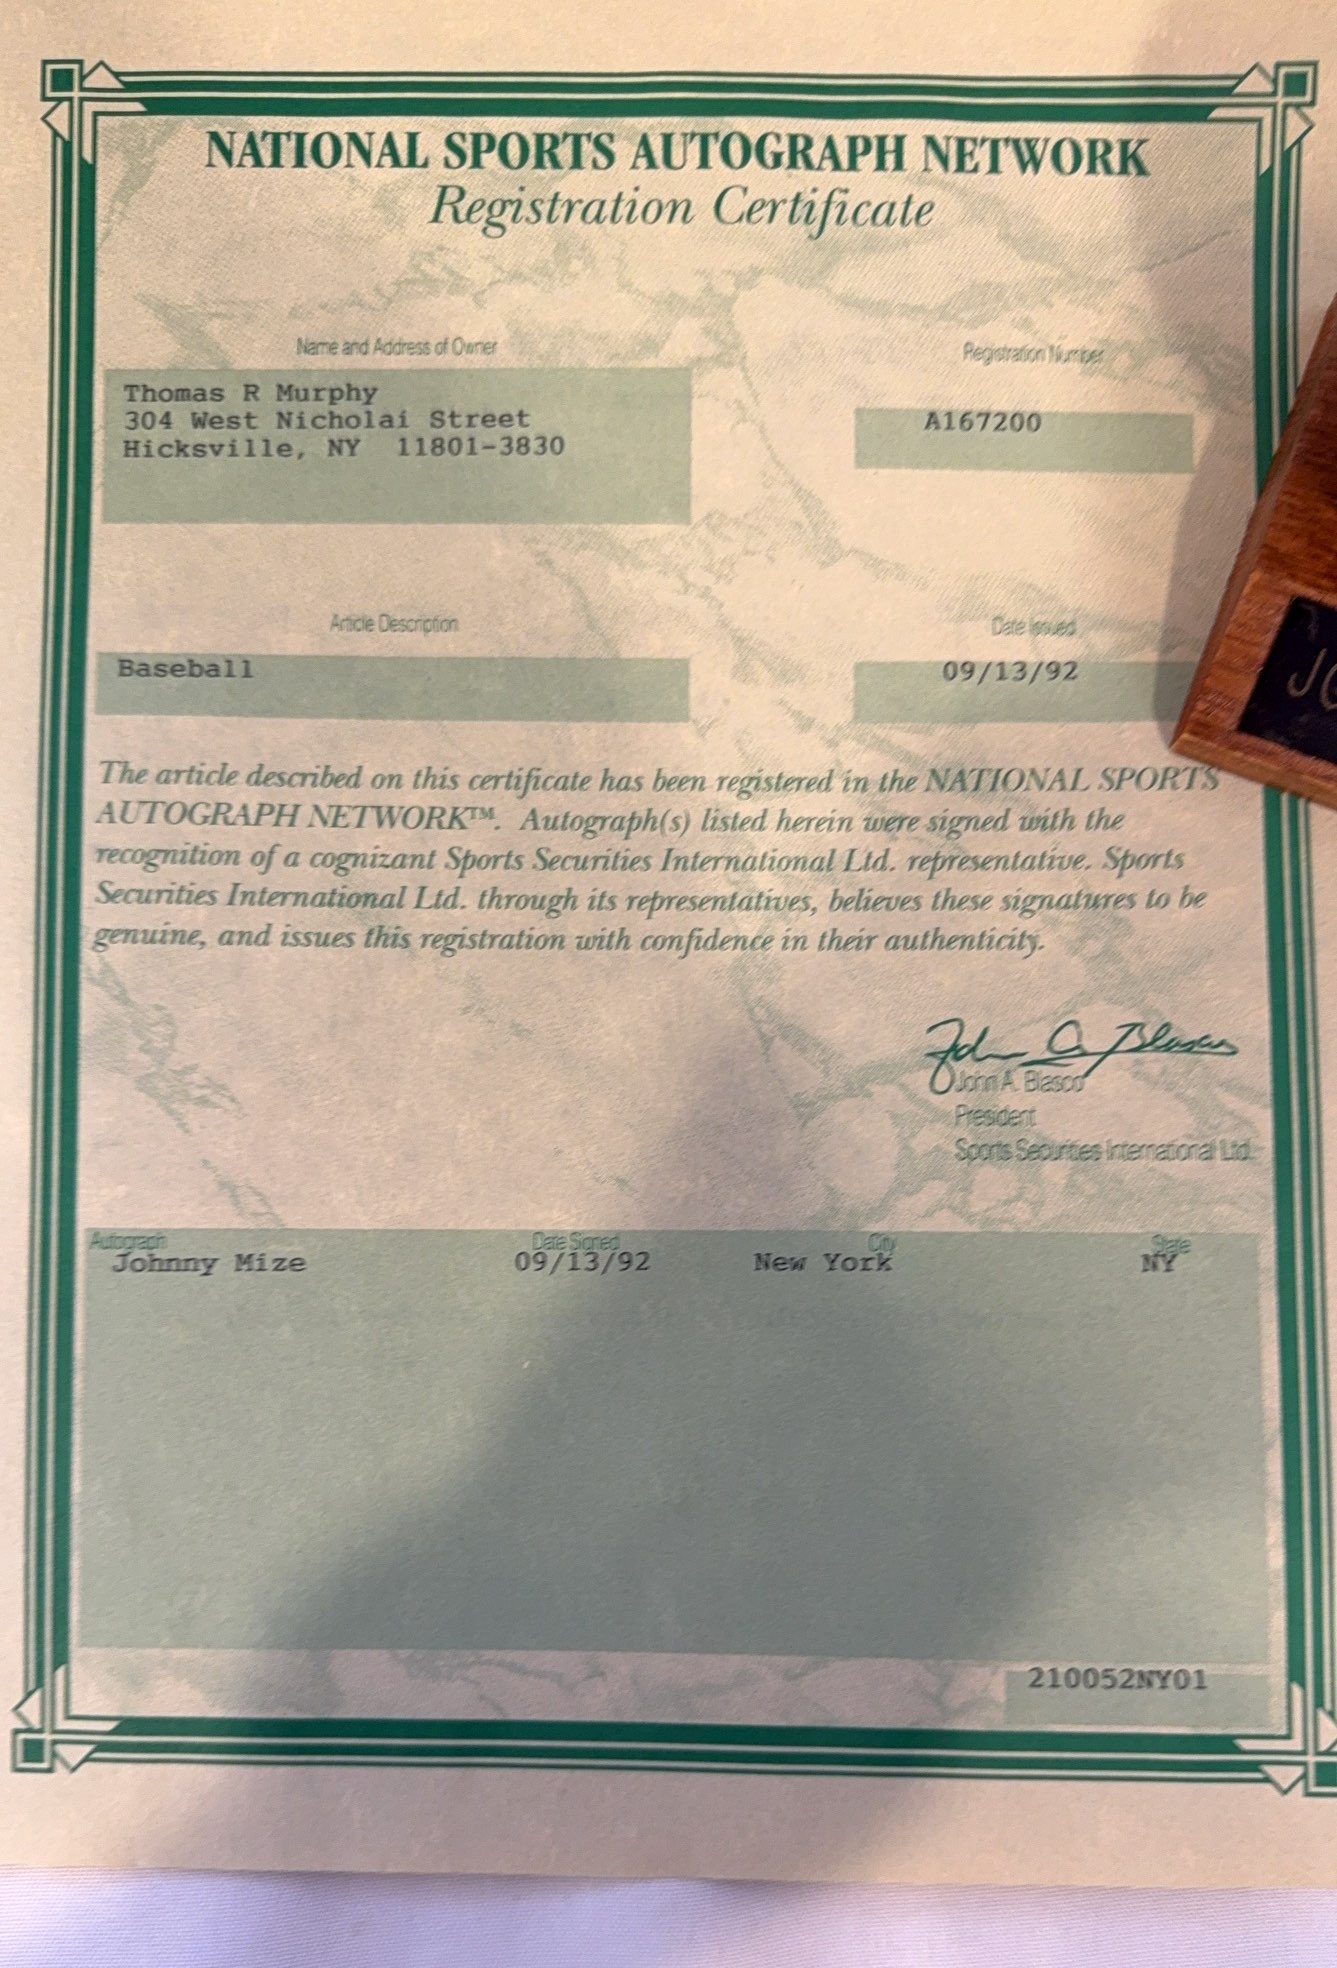 NATIONAL SPORTS AUTOGRAPH NETWORK
Registration Certificate
Name and Address of Owner
Registration Number
Thomas R Murphy
304 West Nicholai Street
Hicksville, NY 11801-3830
A167200
Article Description
Date Issued
Baseball
09/13/92
The article described on this certificate has been registered in the NATIONAL SPORTS
AUTOGRAPH NETWORK™. Autograph(s) listed herein were signed with the
recognition of a cognizant Sports Securities International Ltd. representative. Sports
Securities International Ltd. through its representatives, believes these signatures to be
genuine, and issues this registration with confidence in their authenticity.
John A. Blasco
John A. Blasco
President
Sports Securities International Ltd.
Autograph Date Signed City State
Johnny Mize 09/13/92 New York NY
210052NY01